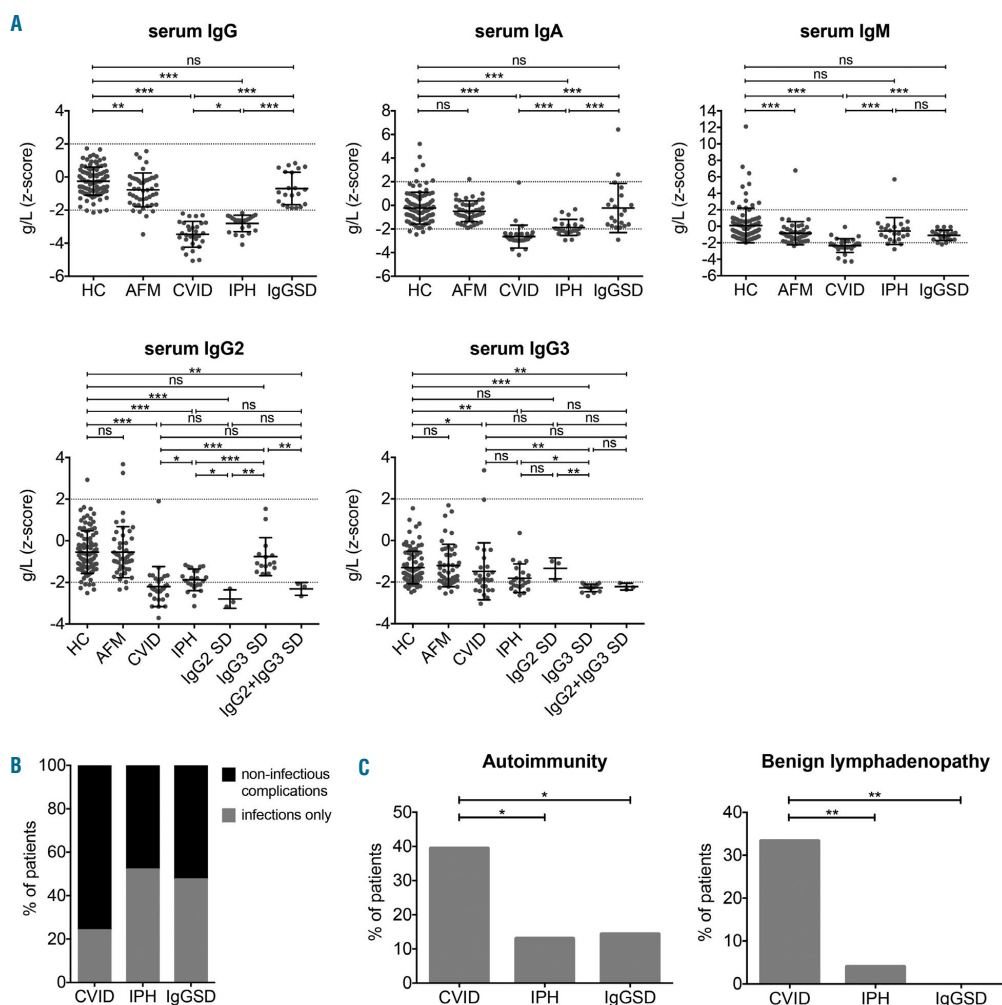 A
serum IgG
ns
***
*** ***
** * ***
g/L (z-score)
4
2
0
-2
-4
-6
HC AFM CVID IPH IgGSD
serum IgA
ns
***
*** ***
ns *** ***
g/L (z-score)
6
4
2
0
-2
-4
-6
HC AFM CVID IPH IgGSD
serum IgM
ns
ns
*** ***
*** *** ns
g/L (z-score)
14
12
10
8
6
4
2
0
-2
-4
-6
HC AFM CVID IPH IgGSD
serum IgG2
**
ns
***
*** ns
*** ns ns
ns ns
*** **
* ***
* **
g/L (z-score)
4
2
0
-2
-4
HC AFM CVID IPH IgG2 SD IgG3 SD IgG2+IgG3 SD
serum IgG3
**
***
ns
** ns
* ns ns
ns ns
** ns
ns *
ns **
g/L (z-score)
4
2
0
-2
-4
HC AFM CVID IPH IgG2 SD IgG3 SD IgG2+IgG3 SD
B
% of patients
100
80
60
40
20
0
CVID IPH IgGSD
non-infectious
complications
infections only
C
Autoimmunity
*
*
% of patients
50
40
30
20
10
0
CVID IPH IgGSD
Benign lymphadenopathy
**
**
% of patients
40
30
20
10
0
CVID IPH IgGSD